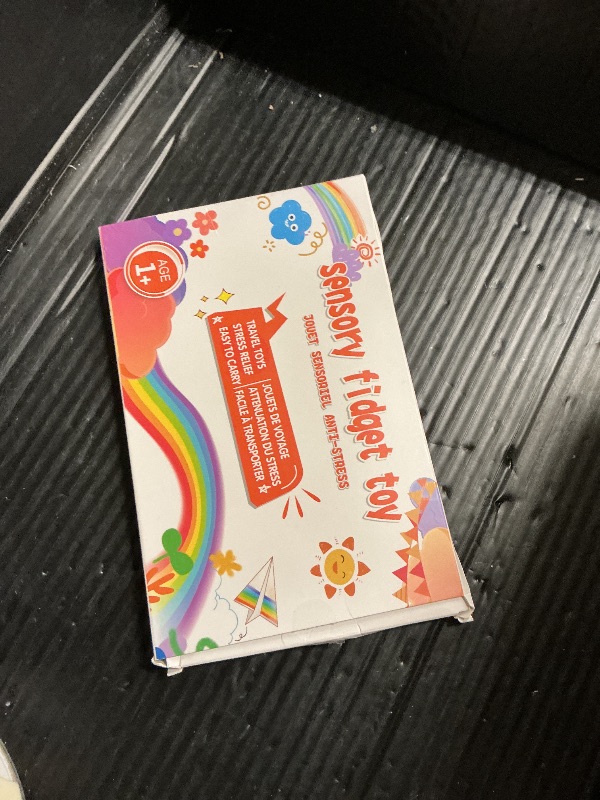 sensory fidget toy
JOUET SENSORIEL ANTI-STRESS
TRAVEL TOYS
STRESS RELIEF
EASY TO CARRY
JOUETS DE VOYAGE
ATTENUATION DU STRESS
FACILE À TRANSPORTER
AGE
1+